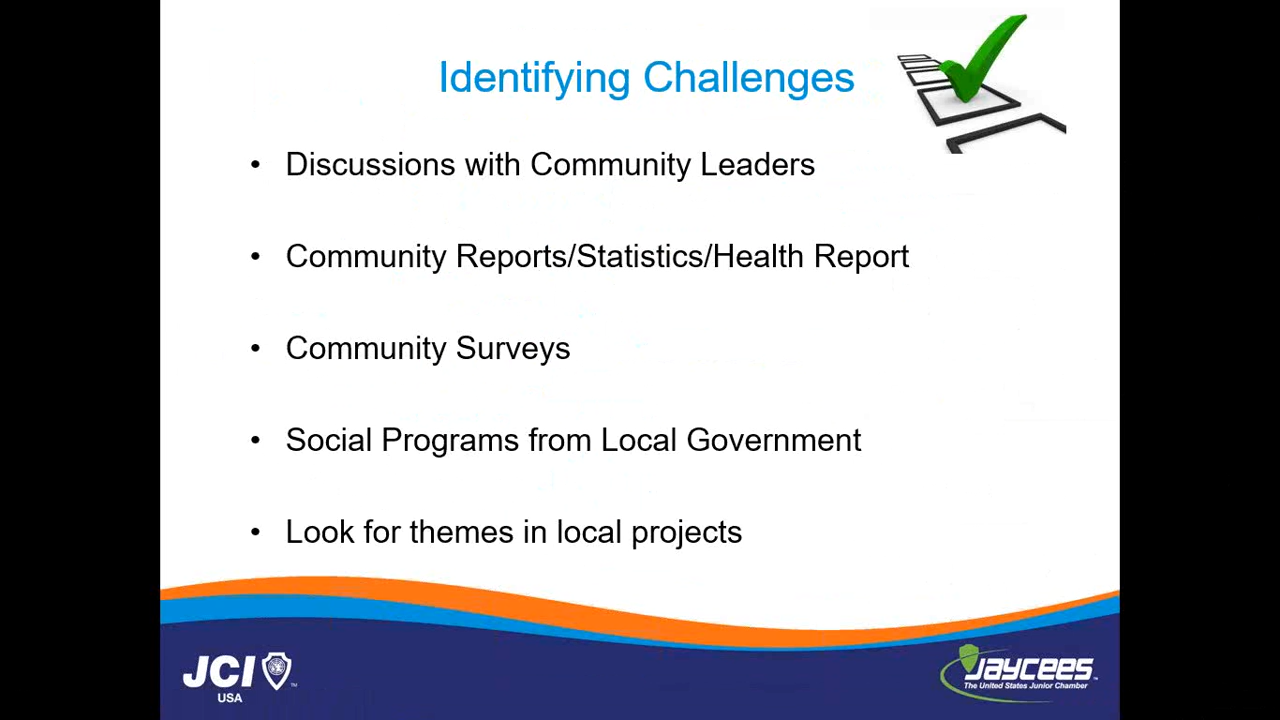 Identifying Challenges
• Discussions with Community Leaders
• Community Reports/Statistics/Health Report
• Community Surveys
• Social Programs from Local Government
• Look for themes in local projects
JCI
USA
TM
Jaycees
The United States Junior Chamber